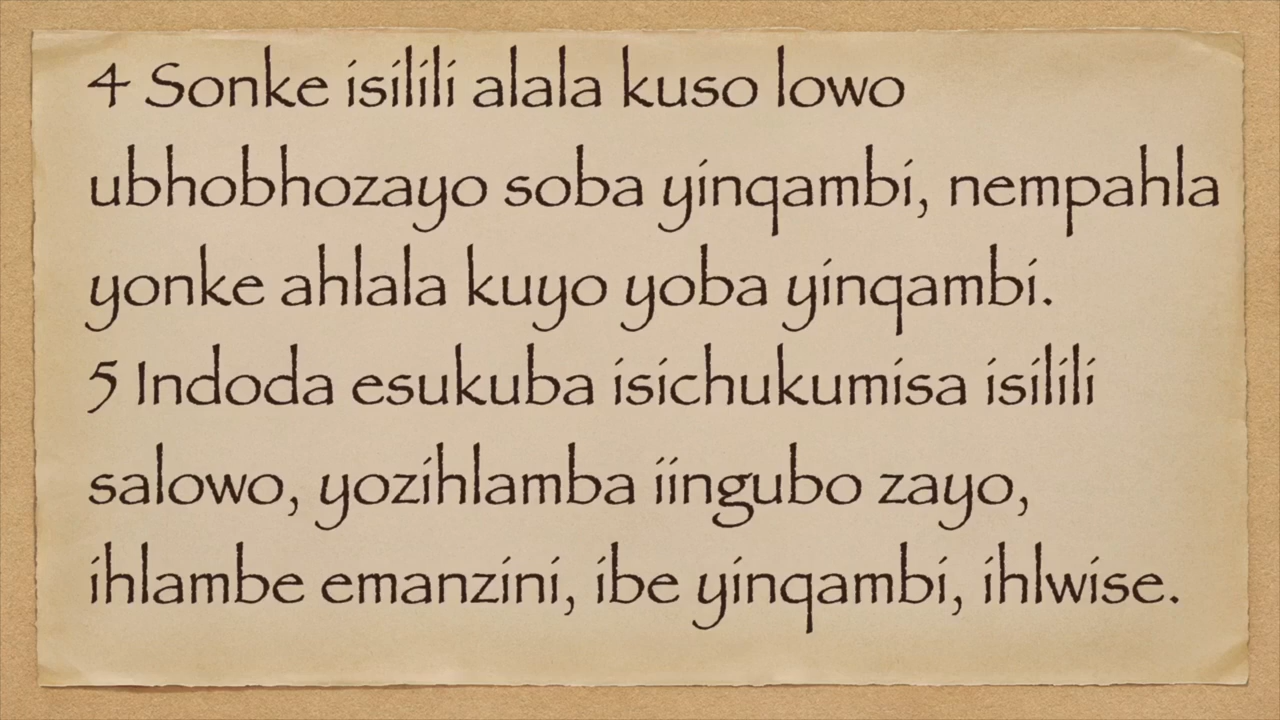 4 Sonke isilili alala kuso lowo
ubhobhozayo soba yinqambi, nempahla
yonke ahlala kuyo yoba yinqambi.
5 Indoda esukuba isichukumisa isilili
salowo, yozihlamba iingubo zayo,
ihlambe emanzini, ibe yinqambi, ihlwise.